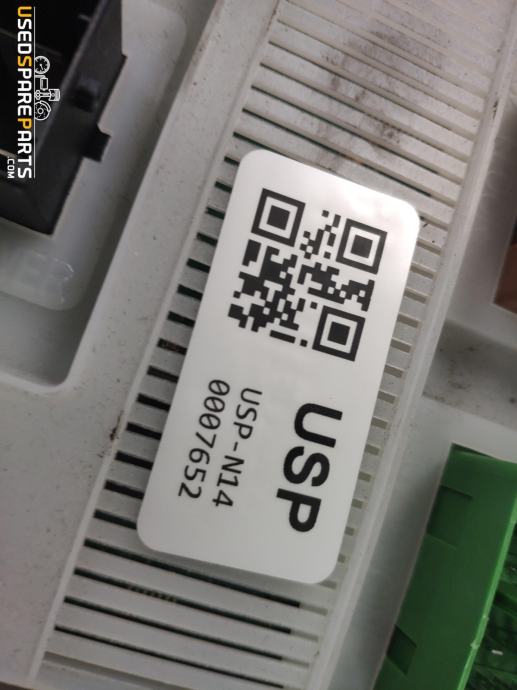 USEDSPAREPARTS
.COM
USP
USP-N14
0007652